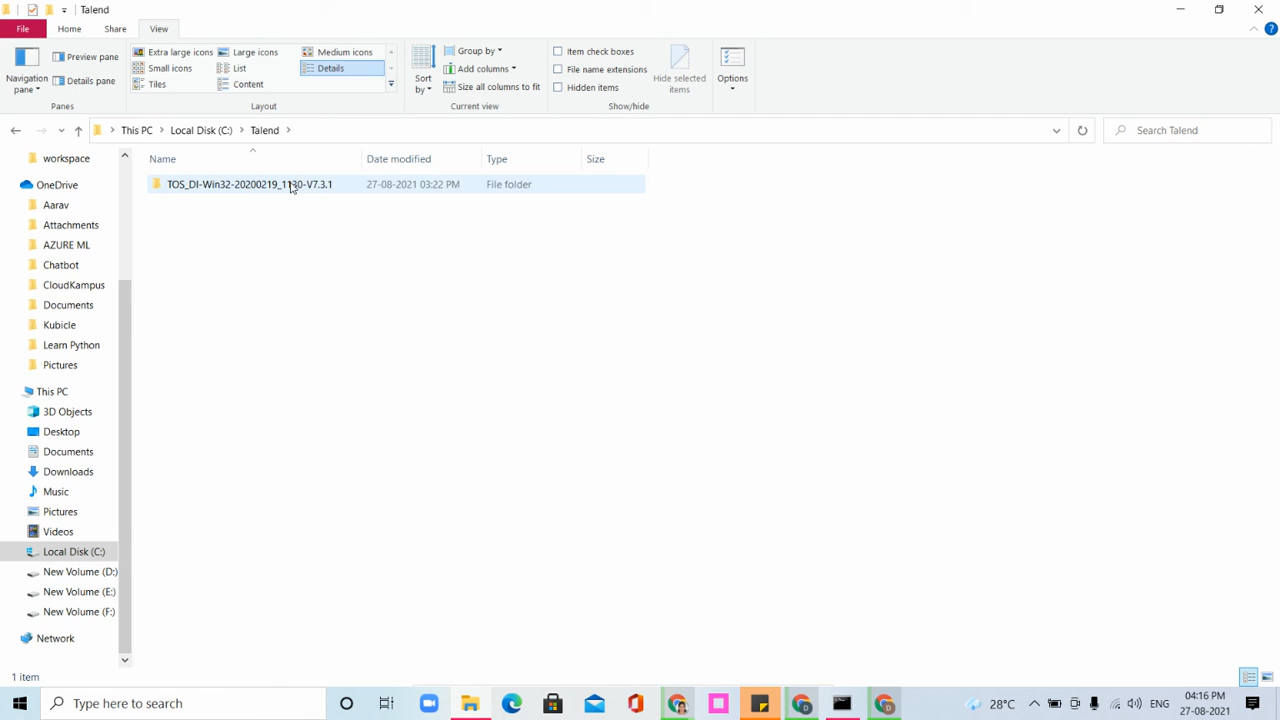 Talend
File Home Share View
Navigation pane
Preview pane
Details pane
Panes
Extra large icons Large icons Medium icons
Small icons List Details
Tiles Content
Layout
Sort by
Group by
Add columns
Size all columns to fit
Current view
Item check boxes
File name extensions
Hidden items
Hide selected items
Show/hide
Options
This PC Local Disk (C:) Talend
Search Talend
Name Date modified Type Size
TOS_DI-Win32-20200219_1130-V7.3.1 27-08-2021 03:22 PM File folder
workspace
OneDrive
Aarav
Attachments
AZURE ML
Chatbot
CloudKampus
Documents
Kubicle
Learn Python
Pictures
This PC
3D Objects
Desktop
Documents
Downloads
Music
Pictures
Videos
Local Disk (C:)
New Volume (D:)
New Volume (E:)
New Volume (F:)
Network
1 item
Type here to search
28°C
ENG
04:16 PM
27-08-2021